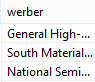 werber
General High-...
South Material...
National Semi...